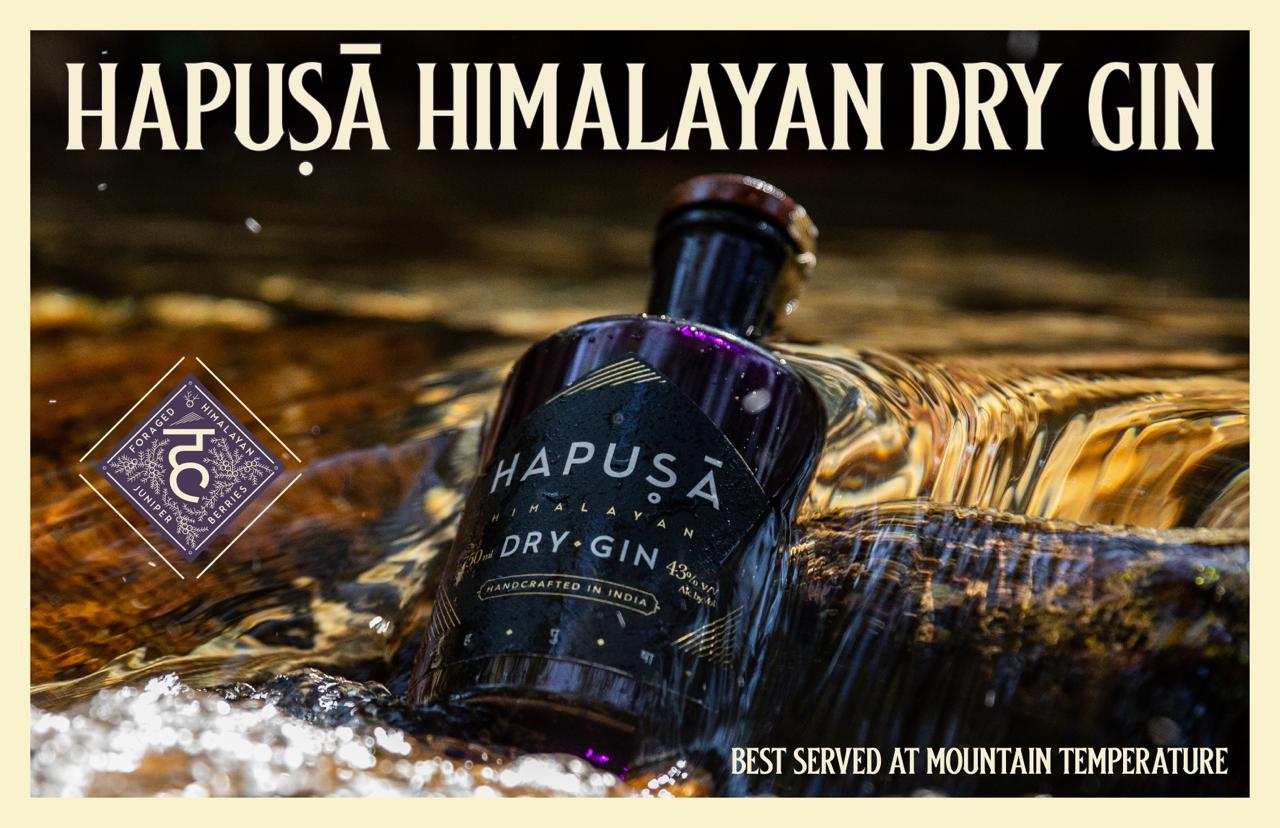 HAPUṢĀ HIMALAYAN DRY GIN
FORAGED HIMALAYAN
ह
JUNIPER BERRIES
HAPUṢĀ
HIMALAYAN
DRY GIN
43% v/v
HANDCRAFTED IN INDIA
ह पु षा
BEST SERVED AT MOUNTAIN TEMPERATURE